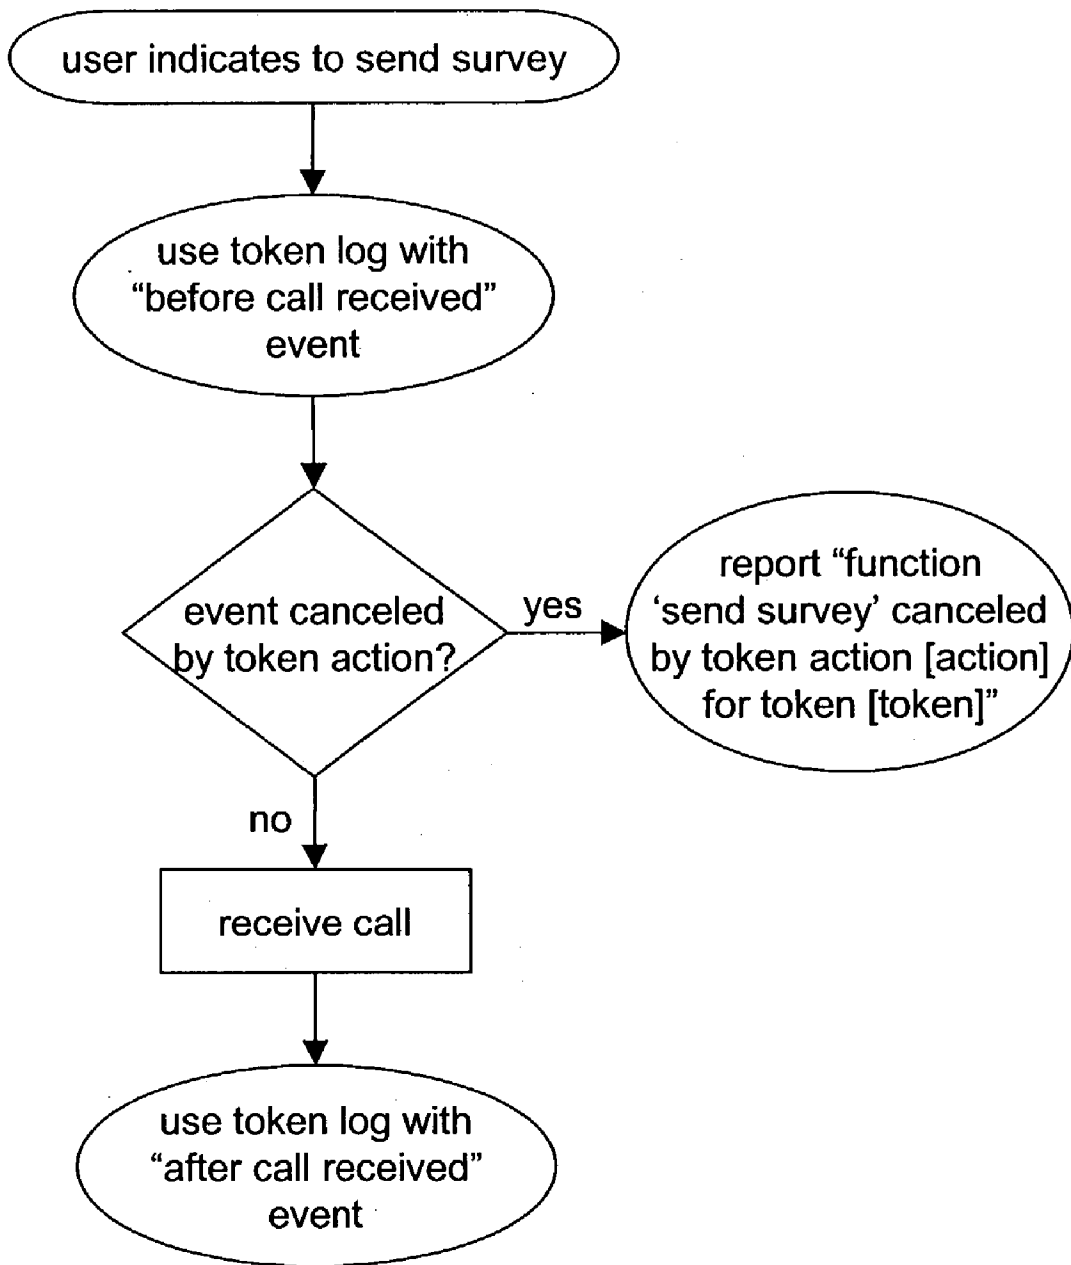 user indicates to send survey
use token log with
“before call received”
event
event canceled
by token action?
yes
report “function
‘send survey’ canceled
by token action [action]
for token [token]”
no
receive call
use token log with
“after call received”
event